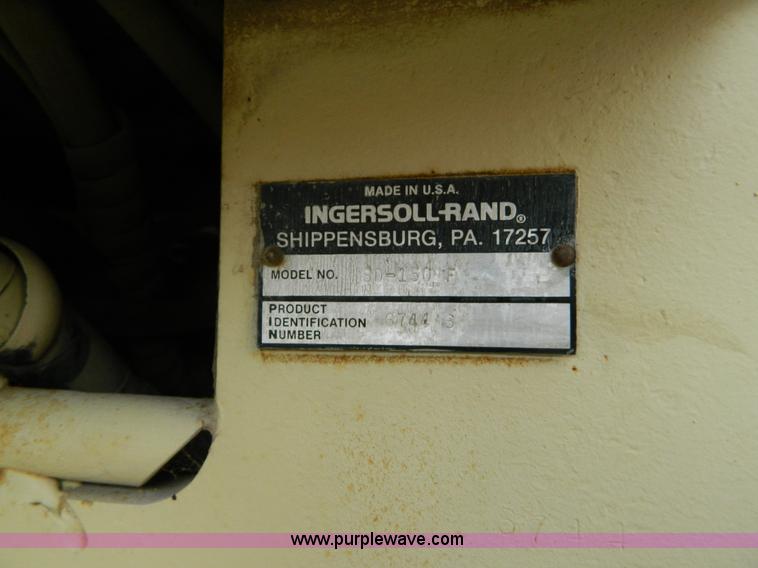 MADE IN U.S.A.
INGERSOLL-RAND®
SHIPPENSBURG, PA. 17257
MODEL NO.
PRODUCT
IDENTIFICATION
NUMBER
www.purplewave.com